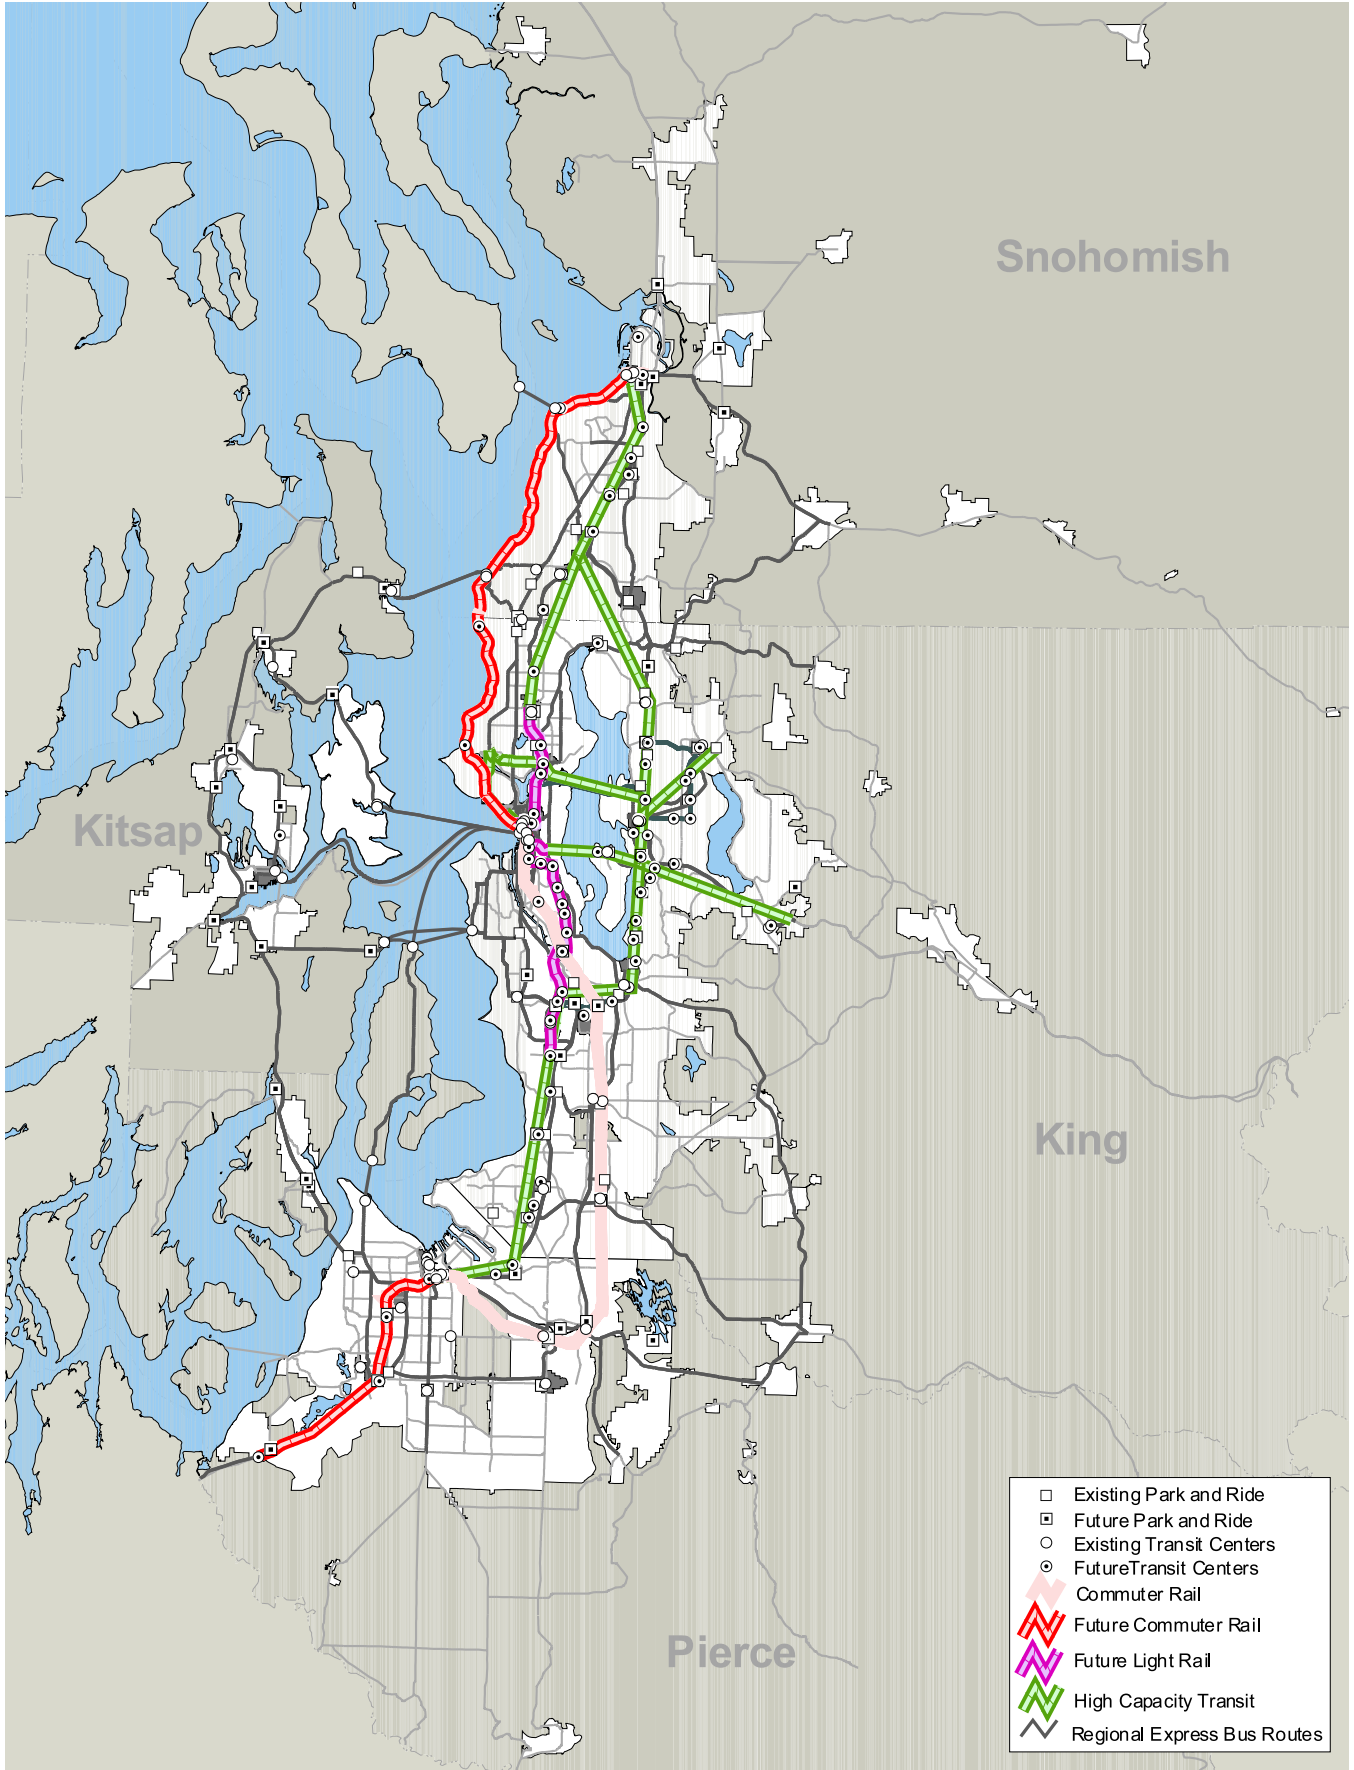 Snohomish
Kitsap
King
Pierce
Existing Park and Ride
Future Park and Ride
Existing Transit Centers
FutureTransit Centers
Commuter Rail
Future Commuter Rail
Future Light Rail
High Capacity Transit
Regional Express Bus Routes